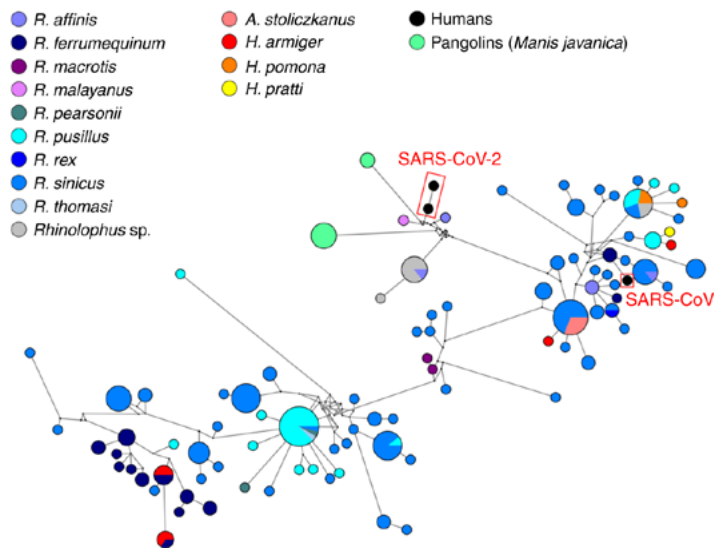 R. affinis
R. ferrumequinum
R. macrotis
R. malayanus
R. pearsonii
R. pusillus
R. rex
R. sinicus
R. thomasi
Rhinolophus sp.
A. stoliczkanus
H. armiger
H. pomona
H. pratti
Humans
Pangolins (Manis javanica)
SARS-CoV-2
SARS-CoV